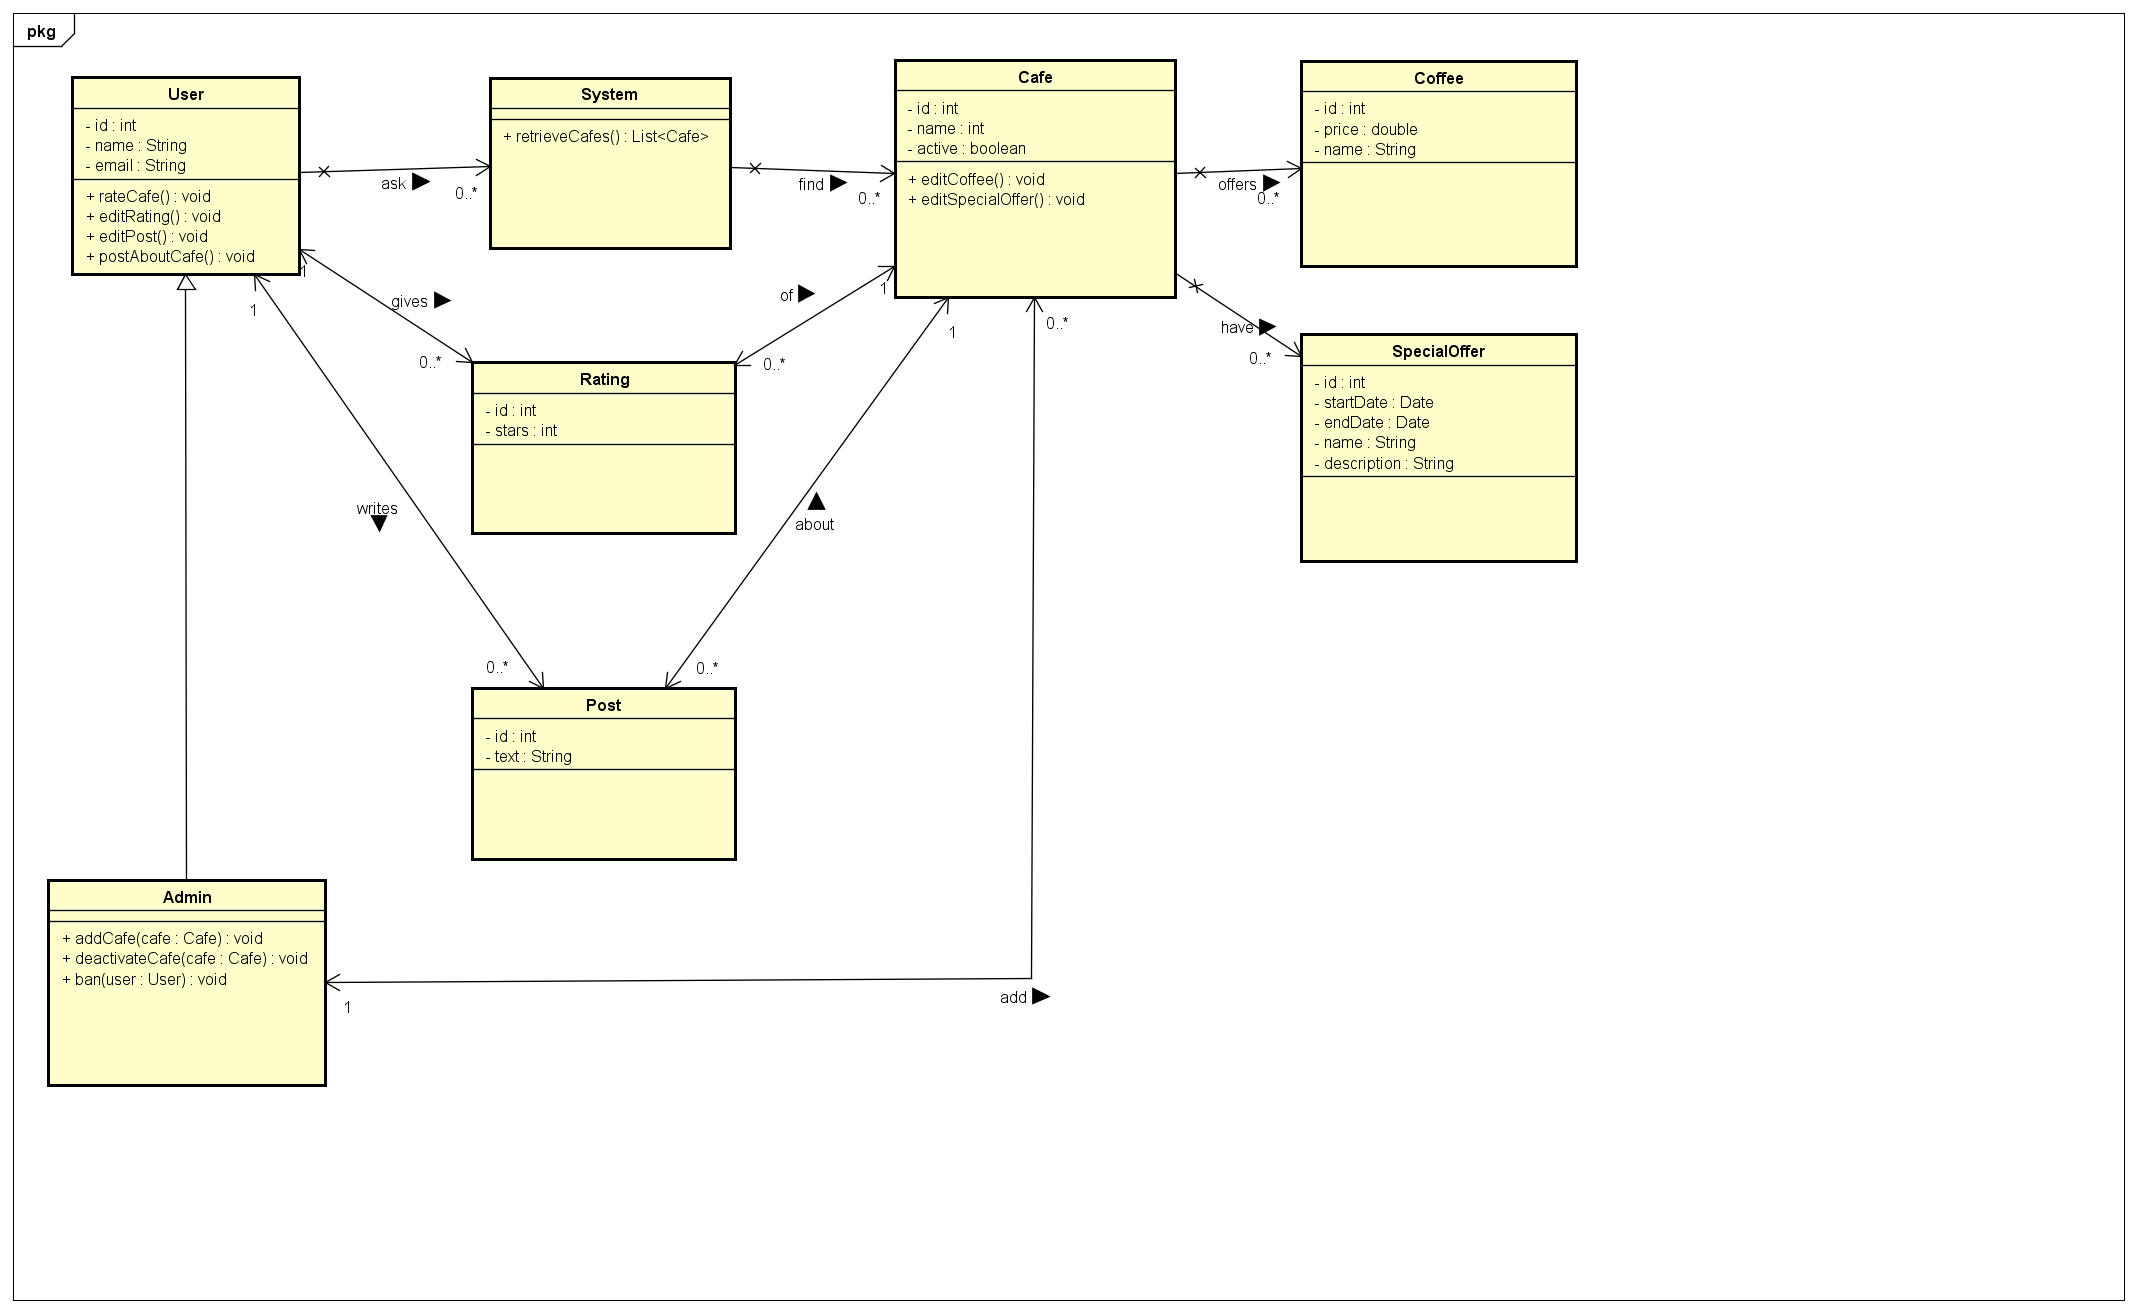 pkg
User
- id : int
- name : String
- email : String
+ rateCafe() : void
+ editRating() : void
+ editPost() : void
+ postAboutCafe() : void
ask
0..*
System
+ retrieveCafes() : List<Cafe>
find
0..*
Cafe
- id : int
- name : int
- active : boolean
+ editCoffee() : void
+ editSpecialOffer() : void
offers
0..*
Coffee
- id : int
- price : double
- name : String
1
gives
0..*
of
1
0..*
have
0..*
SpecialOffer
- id : int
- startDate : Date
- endDate : Date
- name : String
- description : String
Rating
- id : int
- stars : int
1
writes
0..*
1
about
0..*
0..*
Post
- id : int
- text : String
Admin
+ addCafe(cafe : Cafe) : void
+ deactivateCafe(cafe : Cafe) : void
+ ban(user : User) : void
1
add